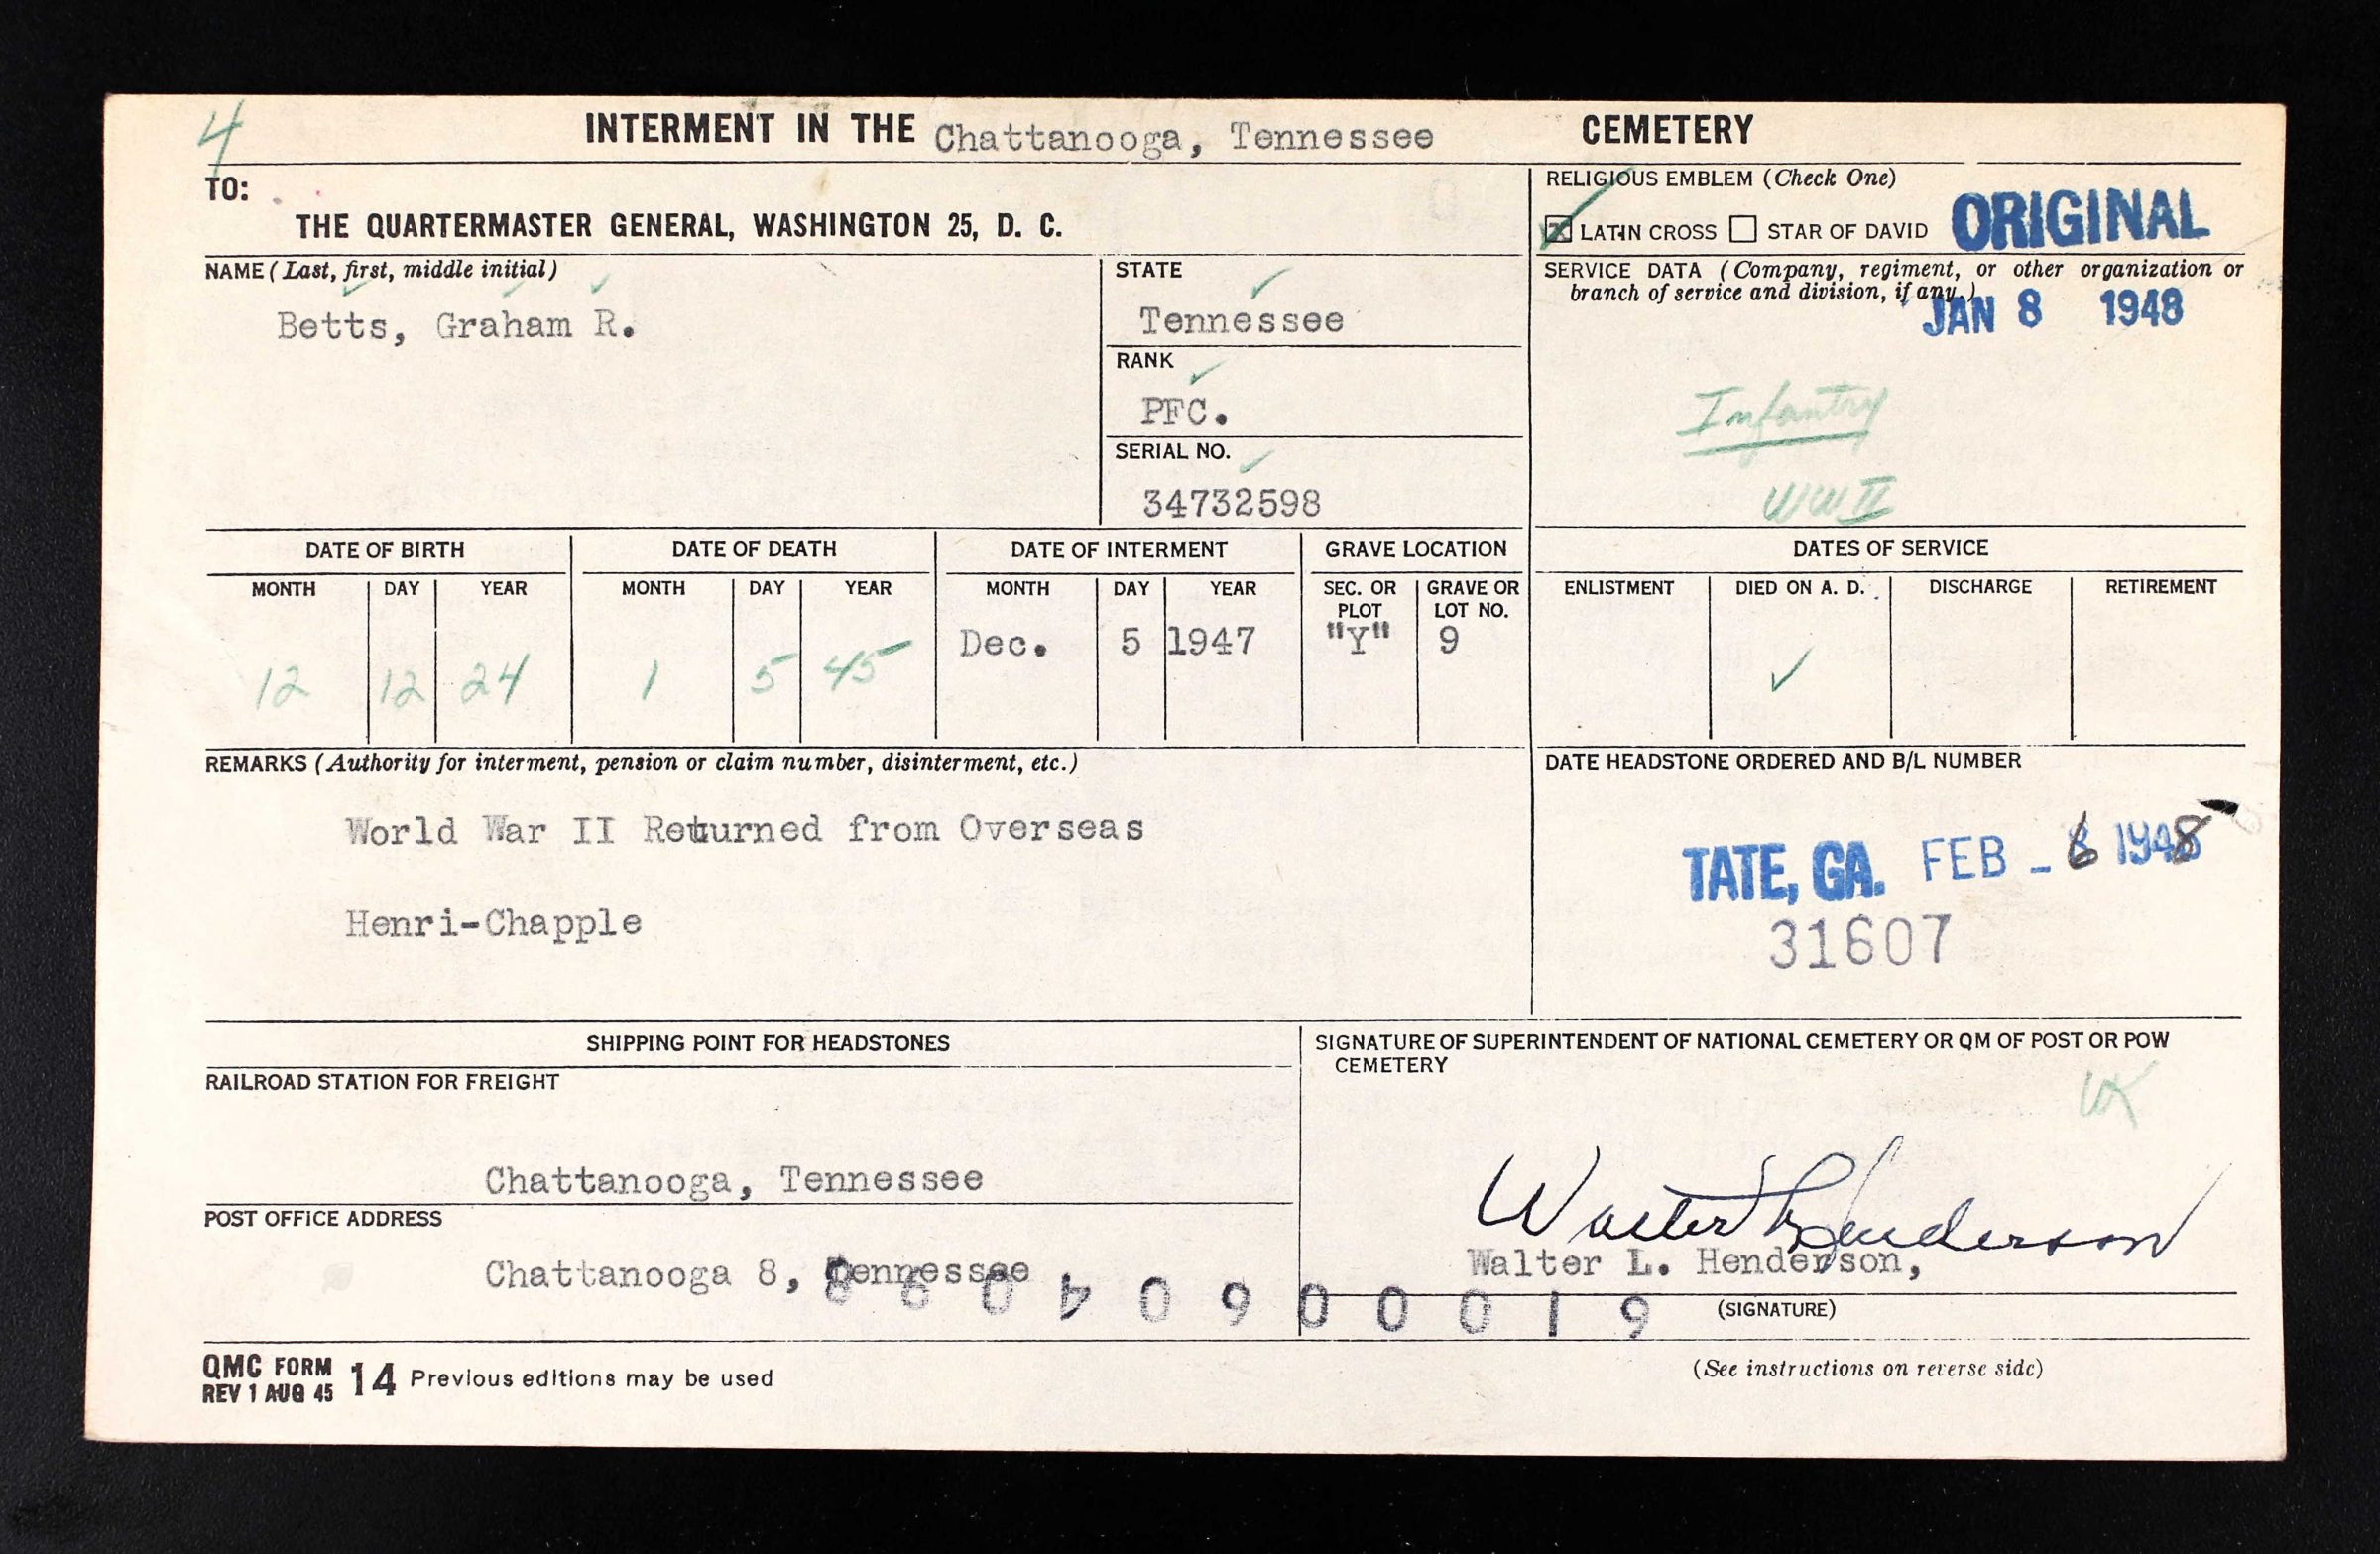 4
INTERMENT IN THE Chattanooga, Tennessee CEMETERY
TO:
THE QUARTERMASTER GENERAL, WASHINGTON 25, D. C.
RELIGIOUS EMBLEM (Check One)
☒ LATIN CROSS ☐ STAR OF DAVID
ORIGINAL
NAME (Last, first, middle initial)
Betts, Graham R.
STATE
Tennessee
RANK
PFC.
SERIAL NO.
34732598
SERVICE DATA (Company, regiment, or other organization or
branch of service and division, if any.)
JAN 8 1948
Infantry
WWII
DATE OF BIRTH DATE OF DEATH DATE OF INTERMENT GRAVE LOCATION DATES OF SERVICE
MONTH DAY YEAR MONTH DAY YEAR MONTH DAY YEAR SEC. OR PLOT GRAVE OR LOT NO. ENLISTMENT DIED ON A. D. DISCHARGE RETIREMENT
12 12 24 1 5 45 Dec. 5 1947 "Y" 9 ✓
REMARKS (Authority for interment, pension or claim number, disinterment, etc.)
World War II Returned from Overseas
Henri-Chapple
DATE HEADSTONE ORDERED AND B/L NUMBER
TATE, GA. FEB - 6 1948
31607
SHIPPING POINT FOR HEADSTONES
RAILROAD STATION FOR FREIGHT
Chattanooga, Tennessee
POST OFFICE ADDRESS
Chattanooga 8, Tennessee
SIGNATURE OF SUPERINTENDENT OF NATIONAL CEMETERY OR QM OF POST OR POW
CEMETERY
Walter L. Henderson
Walter L. Henderson,
(SIGNATURE)
QMC FORM 14 Previous editions may be used
REV 1 AUG 45
(See instructions on reverse side)